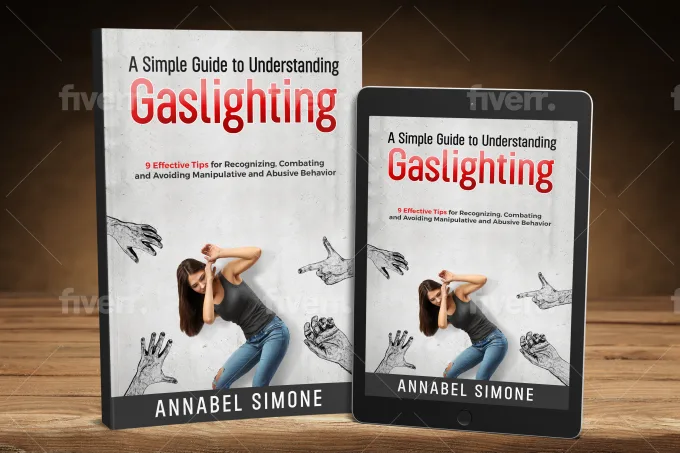 A Simple Guide to Understanding
Gaslighting
9 Effective Tips for Recognizing, Combating
and Avoiding Manipulative and Abusive Behavior
ANNABEL SIMONE
A Simple Guide to Understanding
Gaslighting
9 Effective Tips for Recognizing, Combating
and Avoiding Manipulative and Abusive Behavior
ANNABEL SIMONE
fiverr.
fiverr.
fiverr.
fiverr.